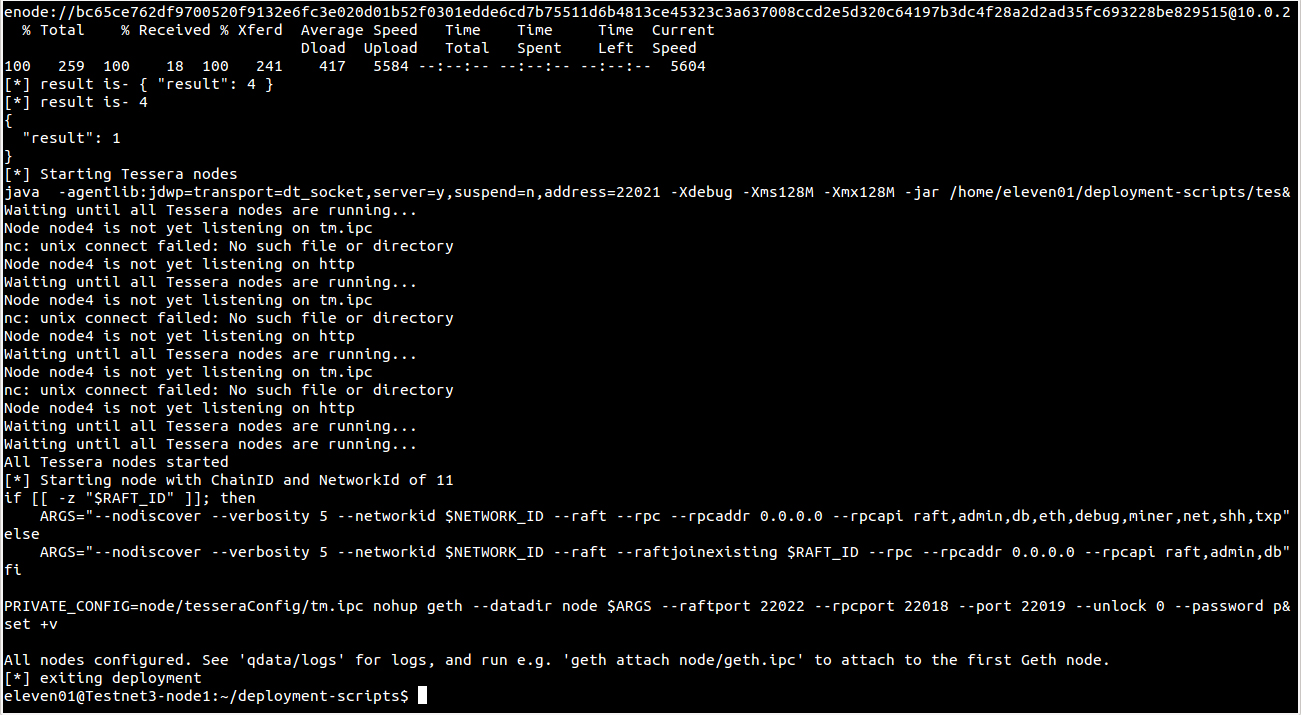 enode://bc65ce762df9700520f9132e6fc3e020d01b52f0301edde6cd7b75511d6b4813ce45323c3a637008ccd2e5d320c64197b3dc4f28a2d2ad35fc693228be829515@10.0.2
  % Total    % Received % Xferd  Average Speed   Time    Time     Time  Current
                                 Dload  Upload   Total   Spent    Left  Speed
100   259  100    18  100   241    417   5584 --:--:-- --:--:-- --:--:--  5604
[*] result is- { "result": 4 }
[*] result is- 4
{
  "result": 1
}
[*] Starting Tessera nodes
java  -agentlib:jdwp=transport=dt_socket,server=y,suspend=n,address=22021 -Xdebug -Xms128M -Xmx128M -jar /home/eleven01/deployment-scripts/tes&
Waiting until all Tessera nodes are running...
Node node4 is not yet listening on tm.ipc
nc: unix connect failed: No such file or directory
Node node4 is not yet listening on http
Waiting until all Tessera nodes are running...
Node node4 is not yet listening on tm.ipc
nc: unix connect failed: No such file or directory
Node node4 is not yet listening on http
Waiting until all Tessera nodes are running...
Node node4 is not yet listening on tm.ipc
nc: unix connect failed: No such file or directory
Node node4 is not yet listening on http
Waiting until all Tessera nodes are running...
Waiting until all Tessera nodes are running...
All Tessera nodes started
[*] Starting node with ChainID and NetworkId of 11
if [[ -z "$RAFT_ID" ]]; then
    ARGS="--nodiscover --verbosity 5 --networkid $NETWORK_ID --raft --rpc --rpcaddr 0.0.0.0 --rpcapi raft,admin,db,eth,debug,miner,net,shh,txp"
else
    ARGS="--nodiscover --verbosity 5 --networkid $NETWORK_ID --raft --raftjoinexisting $RAFT_ID --rpc --rpcaddr 0.0.0.0 --rpcapi raft,admin,db"
fi

PRIVATE_CONFIG=node/tesseraConfig/tm.ipc nohup geth --datadir node $ARGS --raftport 22022 --rpcport 22018 --port 22019 --unlock 0 --password p&
set +v

All nodes configured. See 'qdata/logs' for logs, and run e.g. 'geth attach node/geth.ipc' to attach to the first Geth node.
[*] exiting deployment
eleven01@Testnet3-node1:~/deployment-scripts$